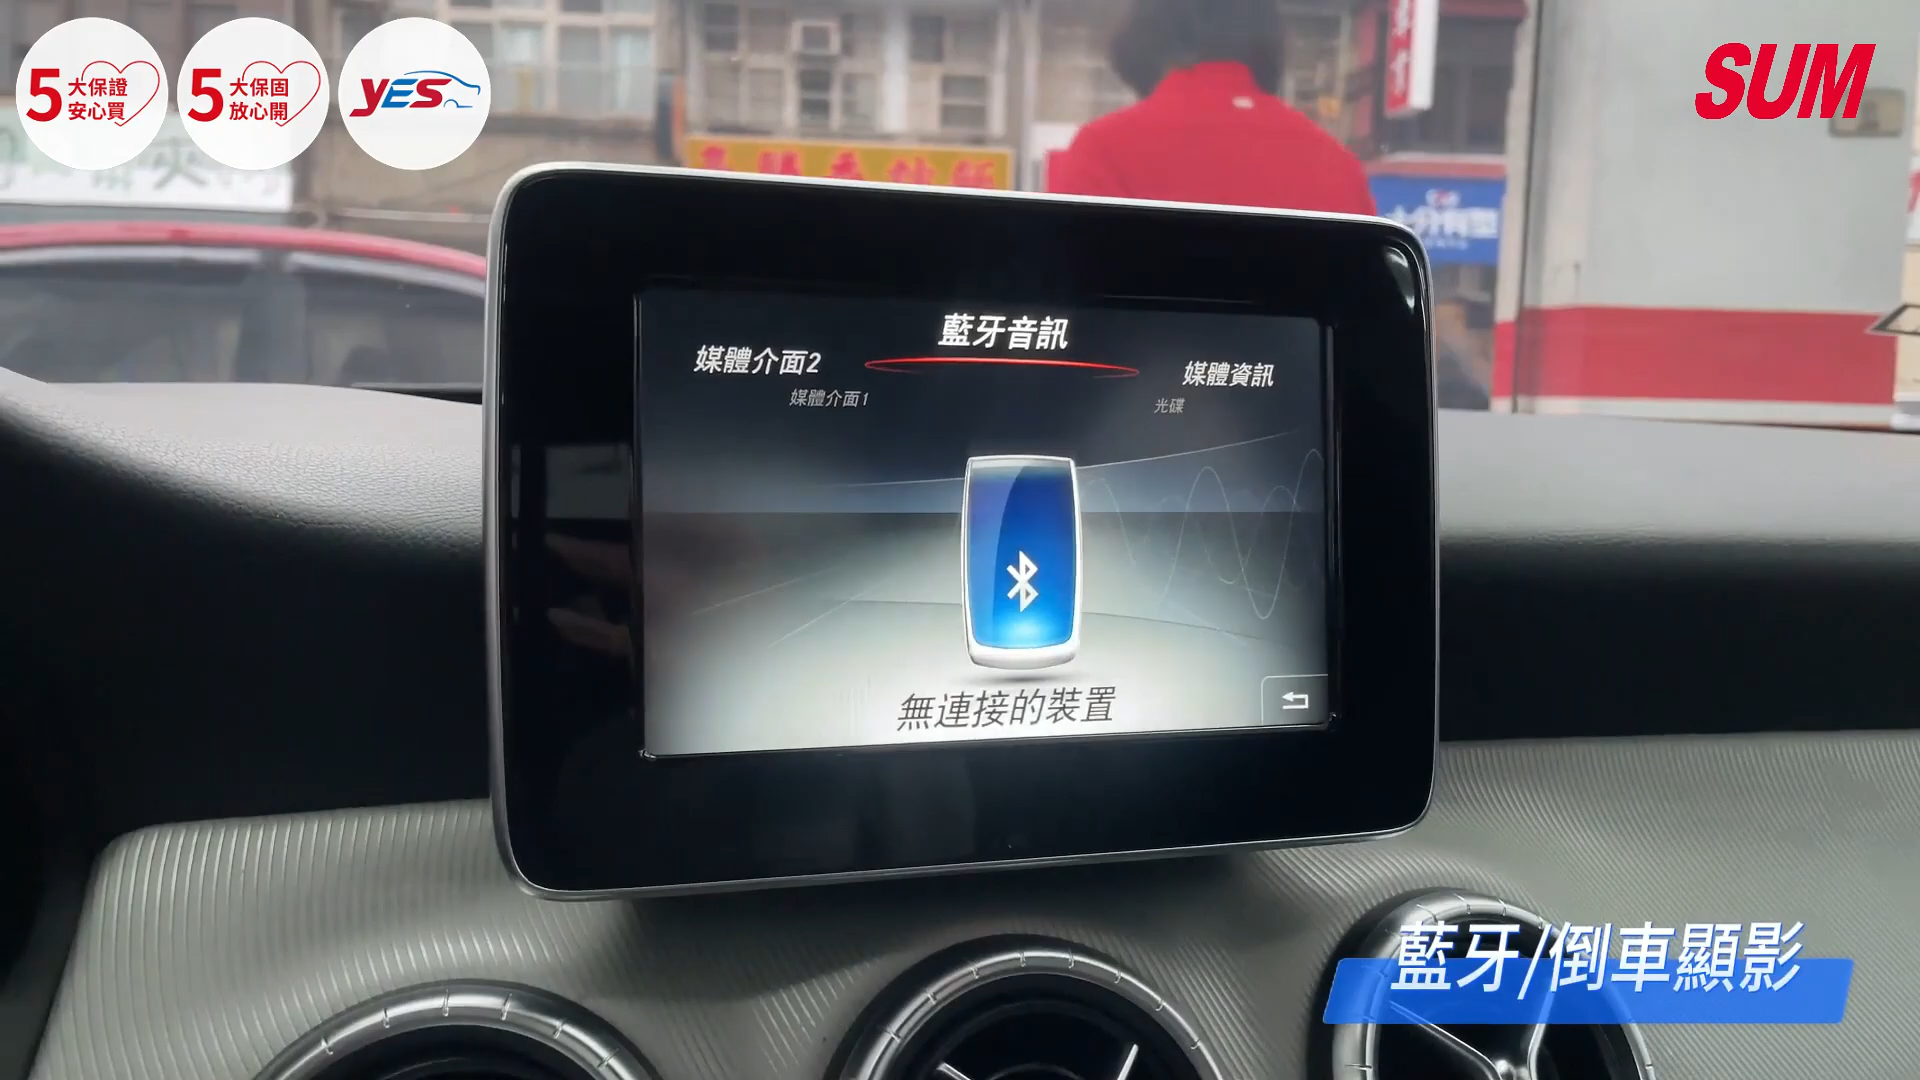 5大保證
安心買
5大保固
放心開
YES
SUM
藍牙音訊
媒體介面2
媒體資訊
媒體介面1
光碟
無連接的裝置
藍牙/倒車顯影